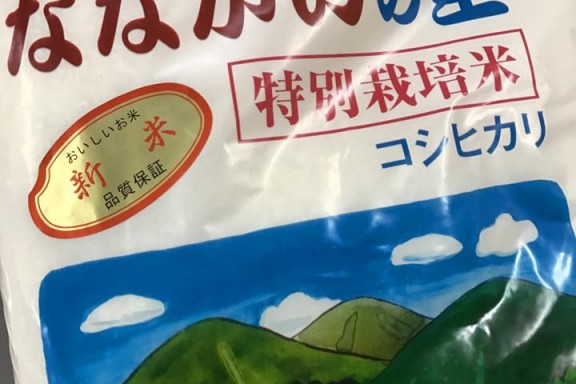 なながいの里
特別栽培米
コシヒカリ
おいしいお米
新米
品質保証